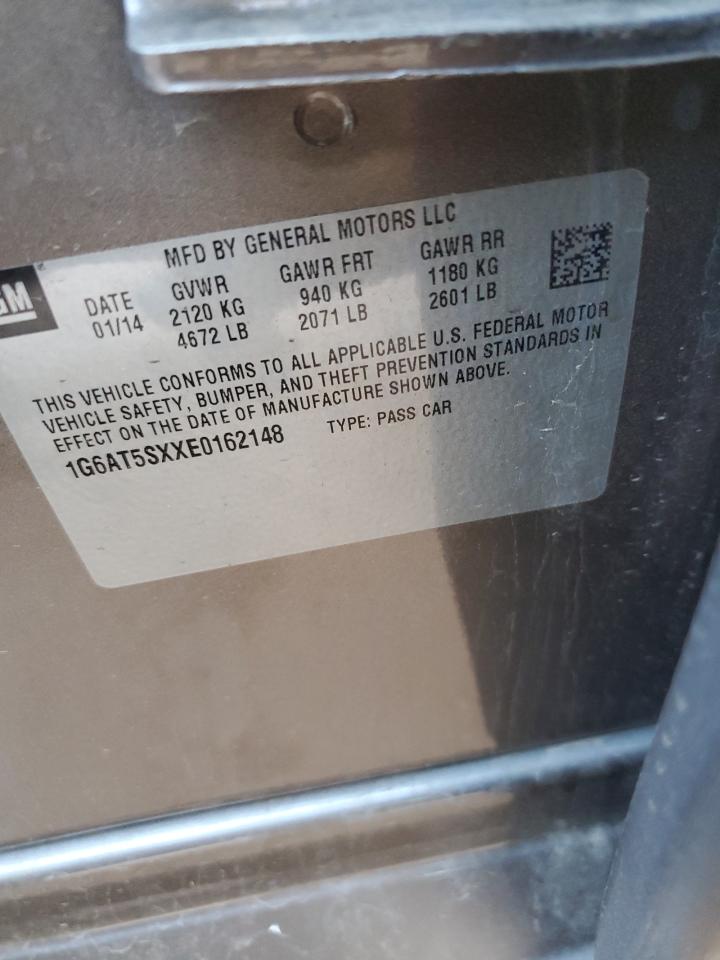 MFD BY GENERAL MOTORS LLC
GM
DATE GVWR GAWR FRT GAWR RR
01/14 2120 KG 940 KG 1180 KG
4672 LB 2071 LB 2601 LB
THIS VEHICLE CONFORMS TO ALL APPLICABLE U.S. FEDERAL MOTOR
VEHICLE SAFETY, BUMPER, AND THEFT PREVENTION STANDARDS IN
EFFECT ON THE DATE OF MANUFACTURE SHOWN ABOVE.
1G6AT5SXXE0162148 TYPE: PASS CAR